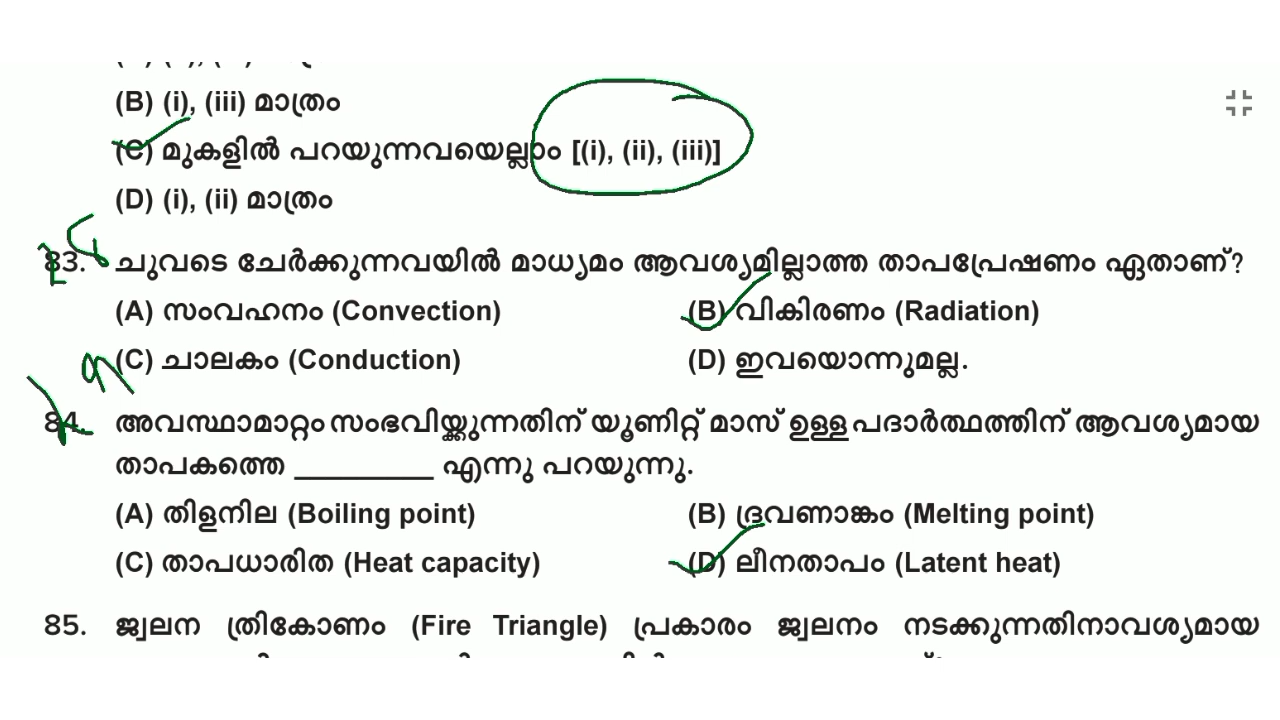 (B) (i), (iii) മാത്രം
(C) മുകളിൽ പറയുന്നവയെല്ലാം [(i), (ii), (iii)]
(D) (i), (ii) മാത്രം
83. ചുവടെ ചേർക്കുന്നവയിൽ മാധ്യമം ആവശ്യമില്ലാത്ത താപപ്രേഷണം ഏതാണ്?
(A) സംവഹനം (Convection) (B) വികിരണം (Radiation)
(C) ചാലകം (Conduction) (D) ഇവയൊന്നുമല്ല.
84. അവസ്ഥാമാറ്റം സംഭവിയ്ക്കുന്നതിന് യൂണിറ്റ് മാസ് ഉള്ള പദാർത്ഥത്തിന് ആവശ്യമായ
താപകത്തെ _________ എന്നു പറയുന്നു.
(A) തിളനില (Boiling point) (B) ദ്രവണാങ്കം (Melting point)
(C) താപധാരിത (Heat capacity) (D) ലീനതാപം (Latent heat)
85. ജ്വലന ത്രികോണം (Fire Triangle) പ്രകാരം ജ്വലനം നടക്കുന്നതിനാവശ്യമായ